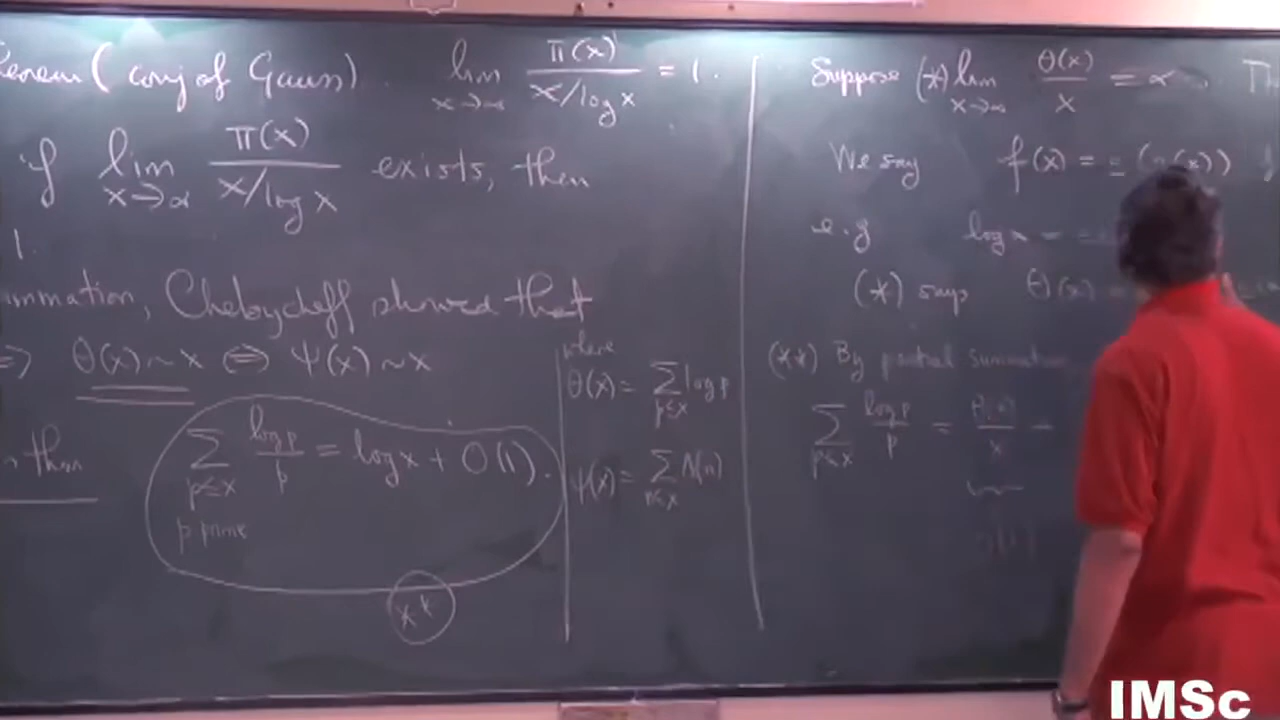 (conj of Gauss). lim x→∞ π(x) / x/log x = 1.
if lim x→∞ π(x) / x/log x exists, then
1.
summation, Chebycheff showed that
⇒ θ(x) ~ x ⇔ ψ(x) ~ x
then Σ p≤x p prime log p / p = log x + O(1).
**
where
θ(x) = Σ p≤x log p
ψ(x) = Σ n≤x Λ(n)
Suppose (*) lim x→∞ θ(x) / x = α.
We say f(x) =
e.g log x =
(*) says θ(x) =
(**) By partial summation
Σ p≤x log p / p = θ(x) / x –
IMSc